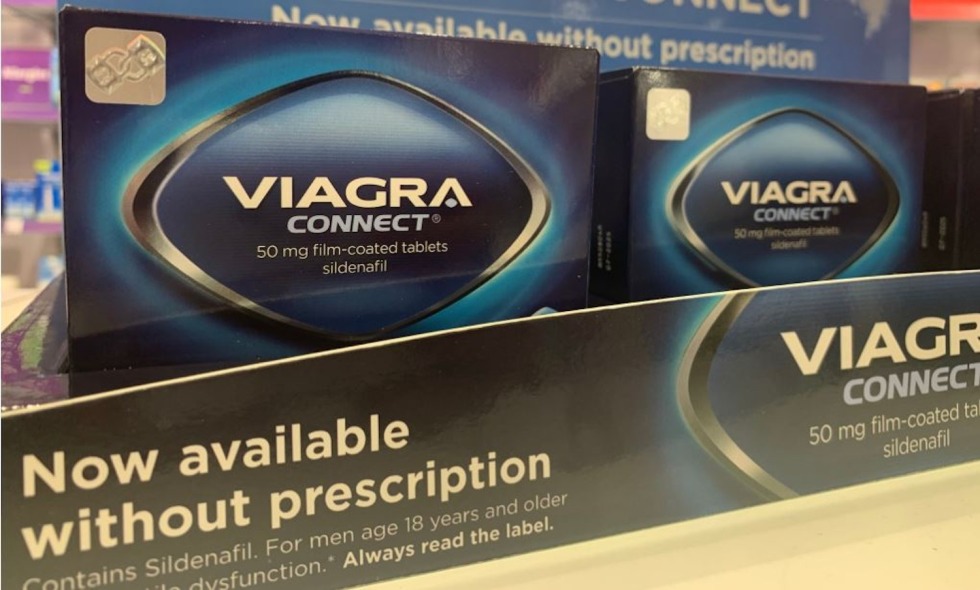 CONNECT
Now available without prescription
VIAGRA
CONNECT®
50 mg film-coated tablets
sildenafil
VIAGRA
CONNECT®
50 mg film-coated tablets
sildenafil
VIAGR
CONNECT
50 mg film-coated ta
sildenafil
Now available
without prescription
Contains Sildenafil. For men age 18 years and older
dysfunction.* Always read the label.